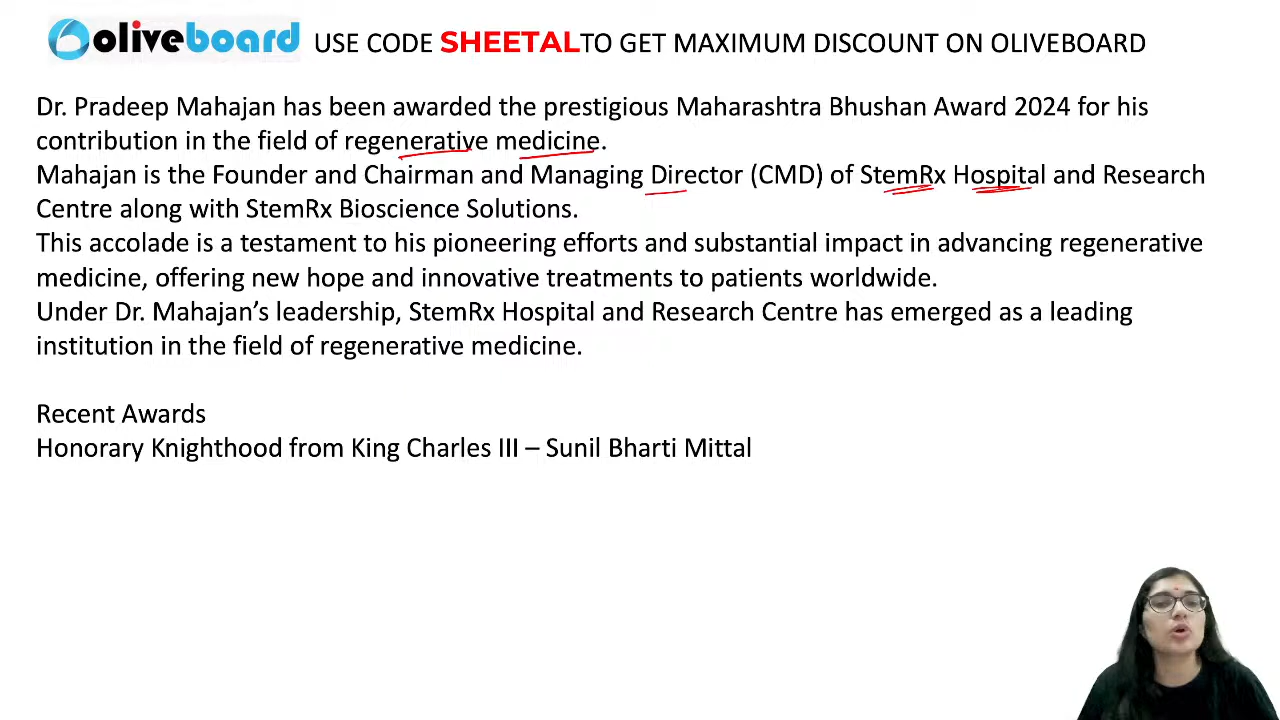 oliveboard USE CODE SHEETAL TO GET MAXIMUM DISCOUNT ON OLIVEBOARD
Dr. Pradeep Mahajan has been awarded the prestigious Maharashtra Bhushan Award 2024 for his
contribution in the field of regenerative medicine.
Mahajan is the Founder and Chairman and Managing Director (CMD) of StemRx Hospital and Research
Centre along with StemRx Bioscience Solutions.
This accolade is a testament to his pioneering efforts and substantial impact in advancing regenerative
medicine, offering new hope and innovative treatments to patients worldwide.
Under Dr. Mahajan’s leadership, StemRx Hospital and Research Centre has emerged as a leading
institution in the field of regenerative medicine.
Recent Awards
Honorary Knighthood from King Charles III – Sunil Bharti Mittal